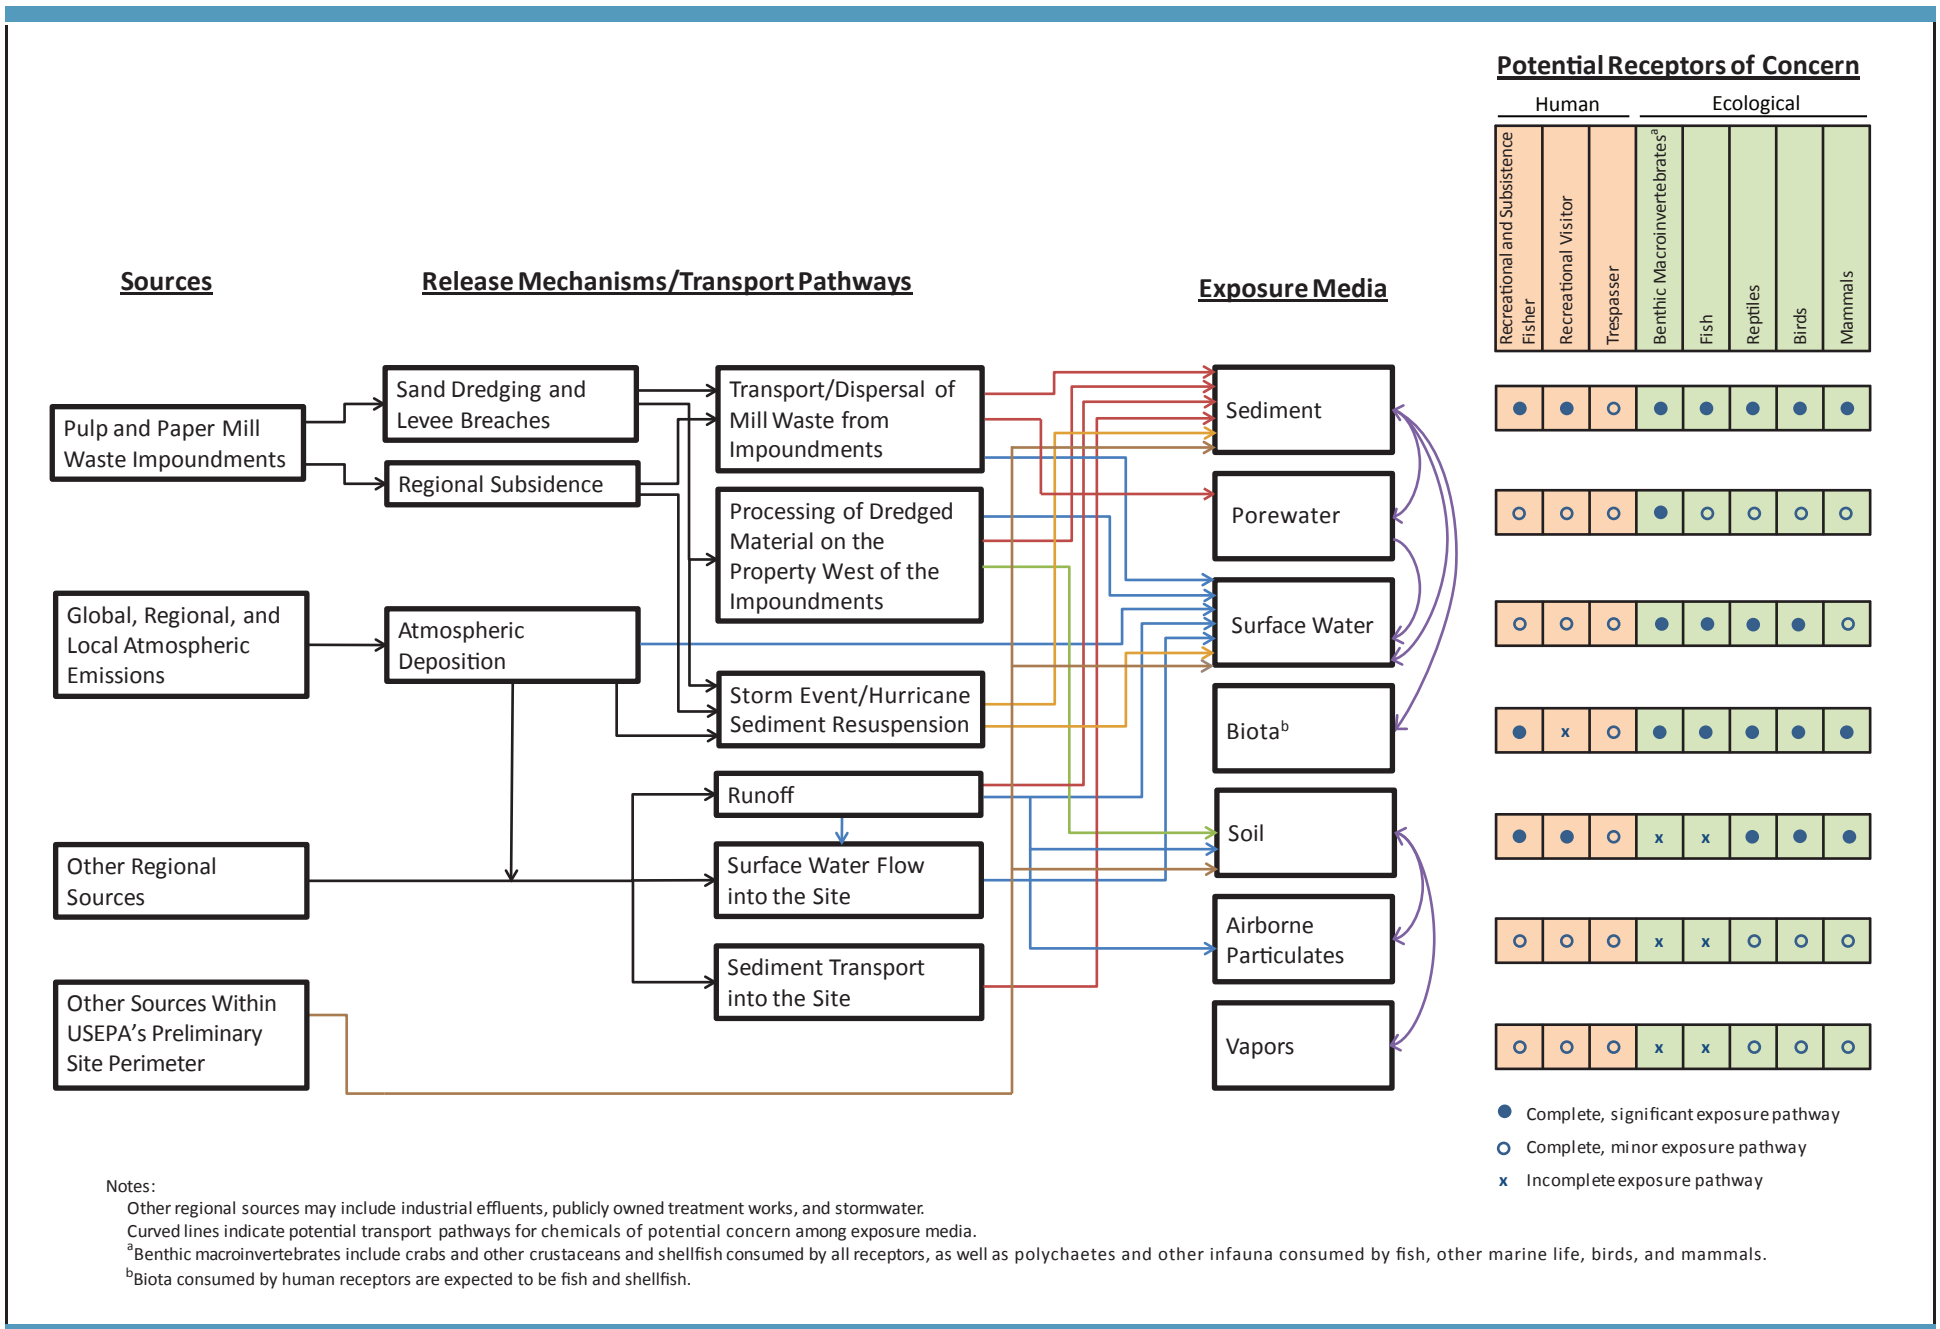 Potential Receptors of Concern
Human
Ecological
Recreational and Subsistence
Fisher
Recreational Visitor
Trespasser
Benthic Macroinvertebratesa
Fish
Reptiles
Birds
Mammals
Sources
Release Mechanisms/Transport Pathways
Exposure Media
Pulp and Paper Mill
Waste Impoundments
Global, Regional, and
Local Atmospheric
Emissions
Other Regional
Sources
Other Sources Within
USEPA's Preliminary
Site Perimeter
Sand Dredging and
Levee Breaches
Regional Subsidence
Atmospheric
Deposition
Transport/Dispersal of
Mill Waste from
Impoundments
Processing of Dredged
Material on the
Property West of the
Impoundments
Storm Event/Hurricane
Sediment Resuspension
Runoff
Surface Water Flow
into the Site
Sediment Transport
into the Site
Sediment
Porewater
Surface Water
Biotab
Soil
Airborne
Particulates
Vapors
x
x x
x x
x x
Complete, significant exposure pathway
Complete, minor exposure pathway
x Incomplete exposure pathway
Notes:
Other regional sources may include industrial effluents, publicly owned treatment works, and stormwater.
Curved lines indicate potential transport pathways for chemicals of potential concern among exposure media.
aBenthic macroinvertebrates include crabs and other crustaceans and shellfish consumed by all receptors, as well as polychaetes and other infauna consumed by fish, other marine life, birds, and mammals.
bBiota consumed by human receptors are expected to be fish and shellfish.